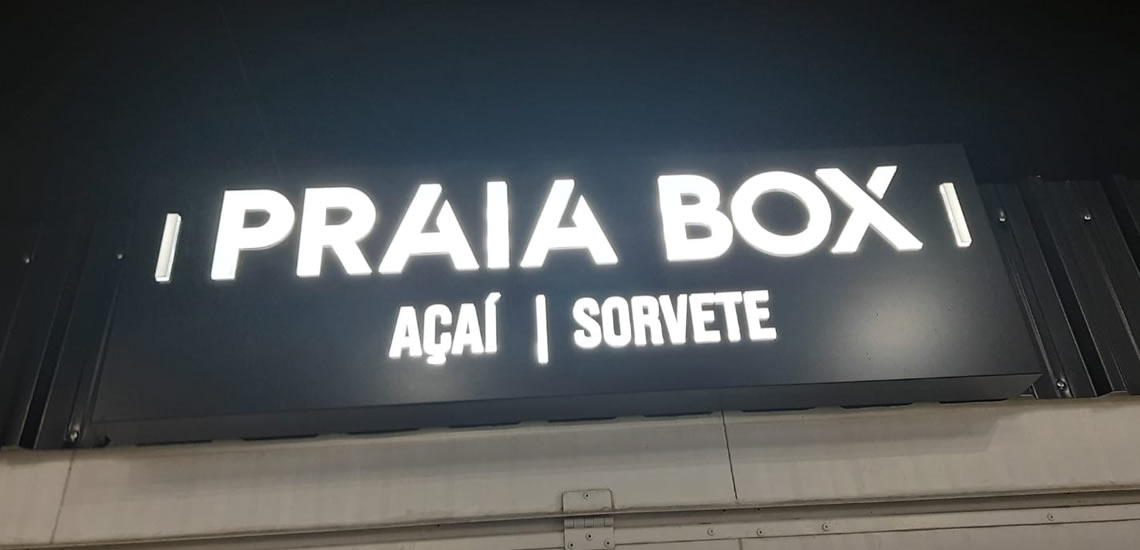 PRAIA BOX
AÇAÍ | SORVETE